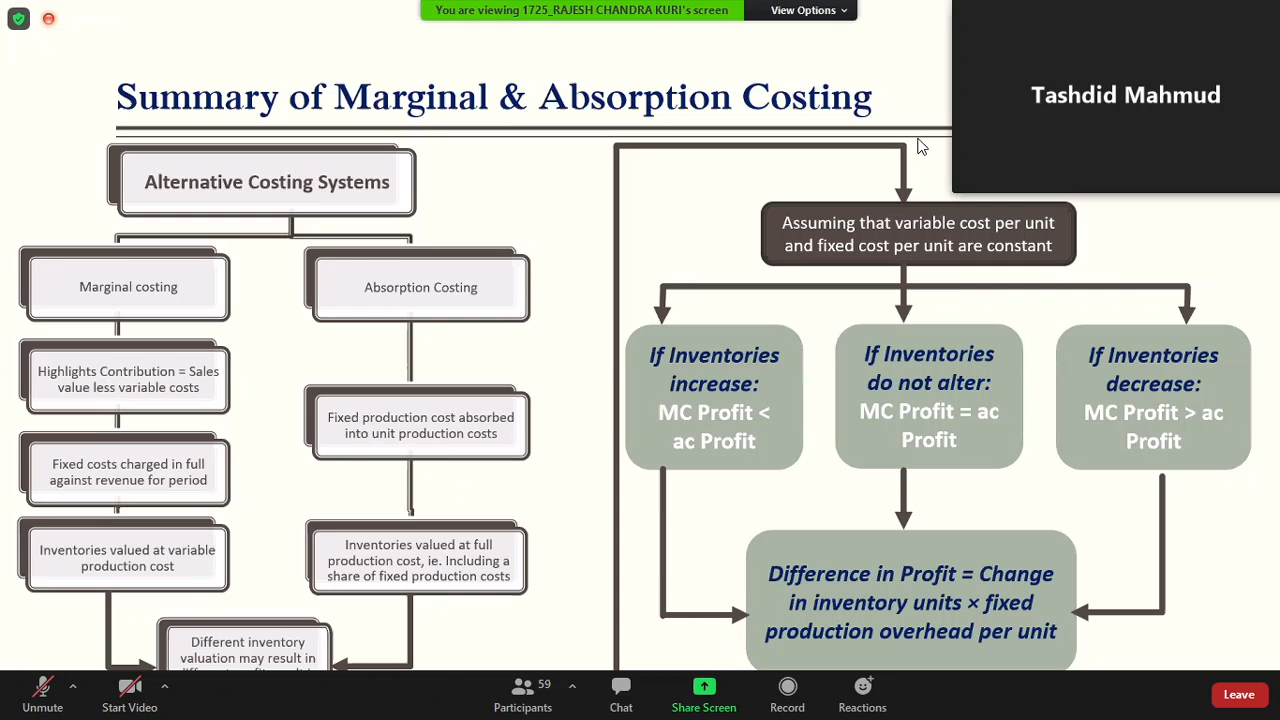 You are viewing 1725_RAJESH CHANDRA KURI's screen
View Options
Tashdid Mahmud
Summary of Marginal & Absorption Costing
Alternative Costing Systems
Marginal costing
Highlights Contribution = Sales
value less variable costs
Fixed costs charged in full
against revenue for period
Inventories valued at variable
production cost
Absorption Costing
Fixed production cost absorbed
into unit production costs
Inventories valued at full
production cost, ie. Including a
share of fixed production costs
Different inventory
valuation may result in
Assuming that variable cost per unit
and fixed cost per unit are constant
If Inventories
increase:
MC Profit <
ac Profit
If Inventories
do not alter:
MC Profit = ac
Profit
If Inventories
decrease:
MC Profit > ac
Profit
Difference in Profit = Change
in inventory units × fixed
production overhead per unit
Unmute
Start Video
59
Participants
Chat
Share Screen
Record
Reactions
Leave